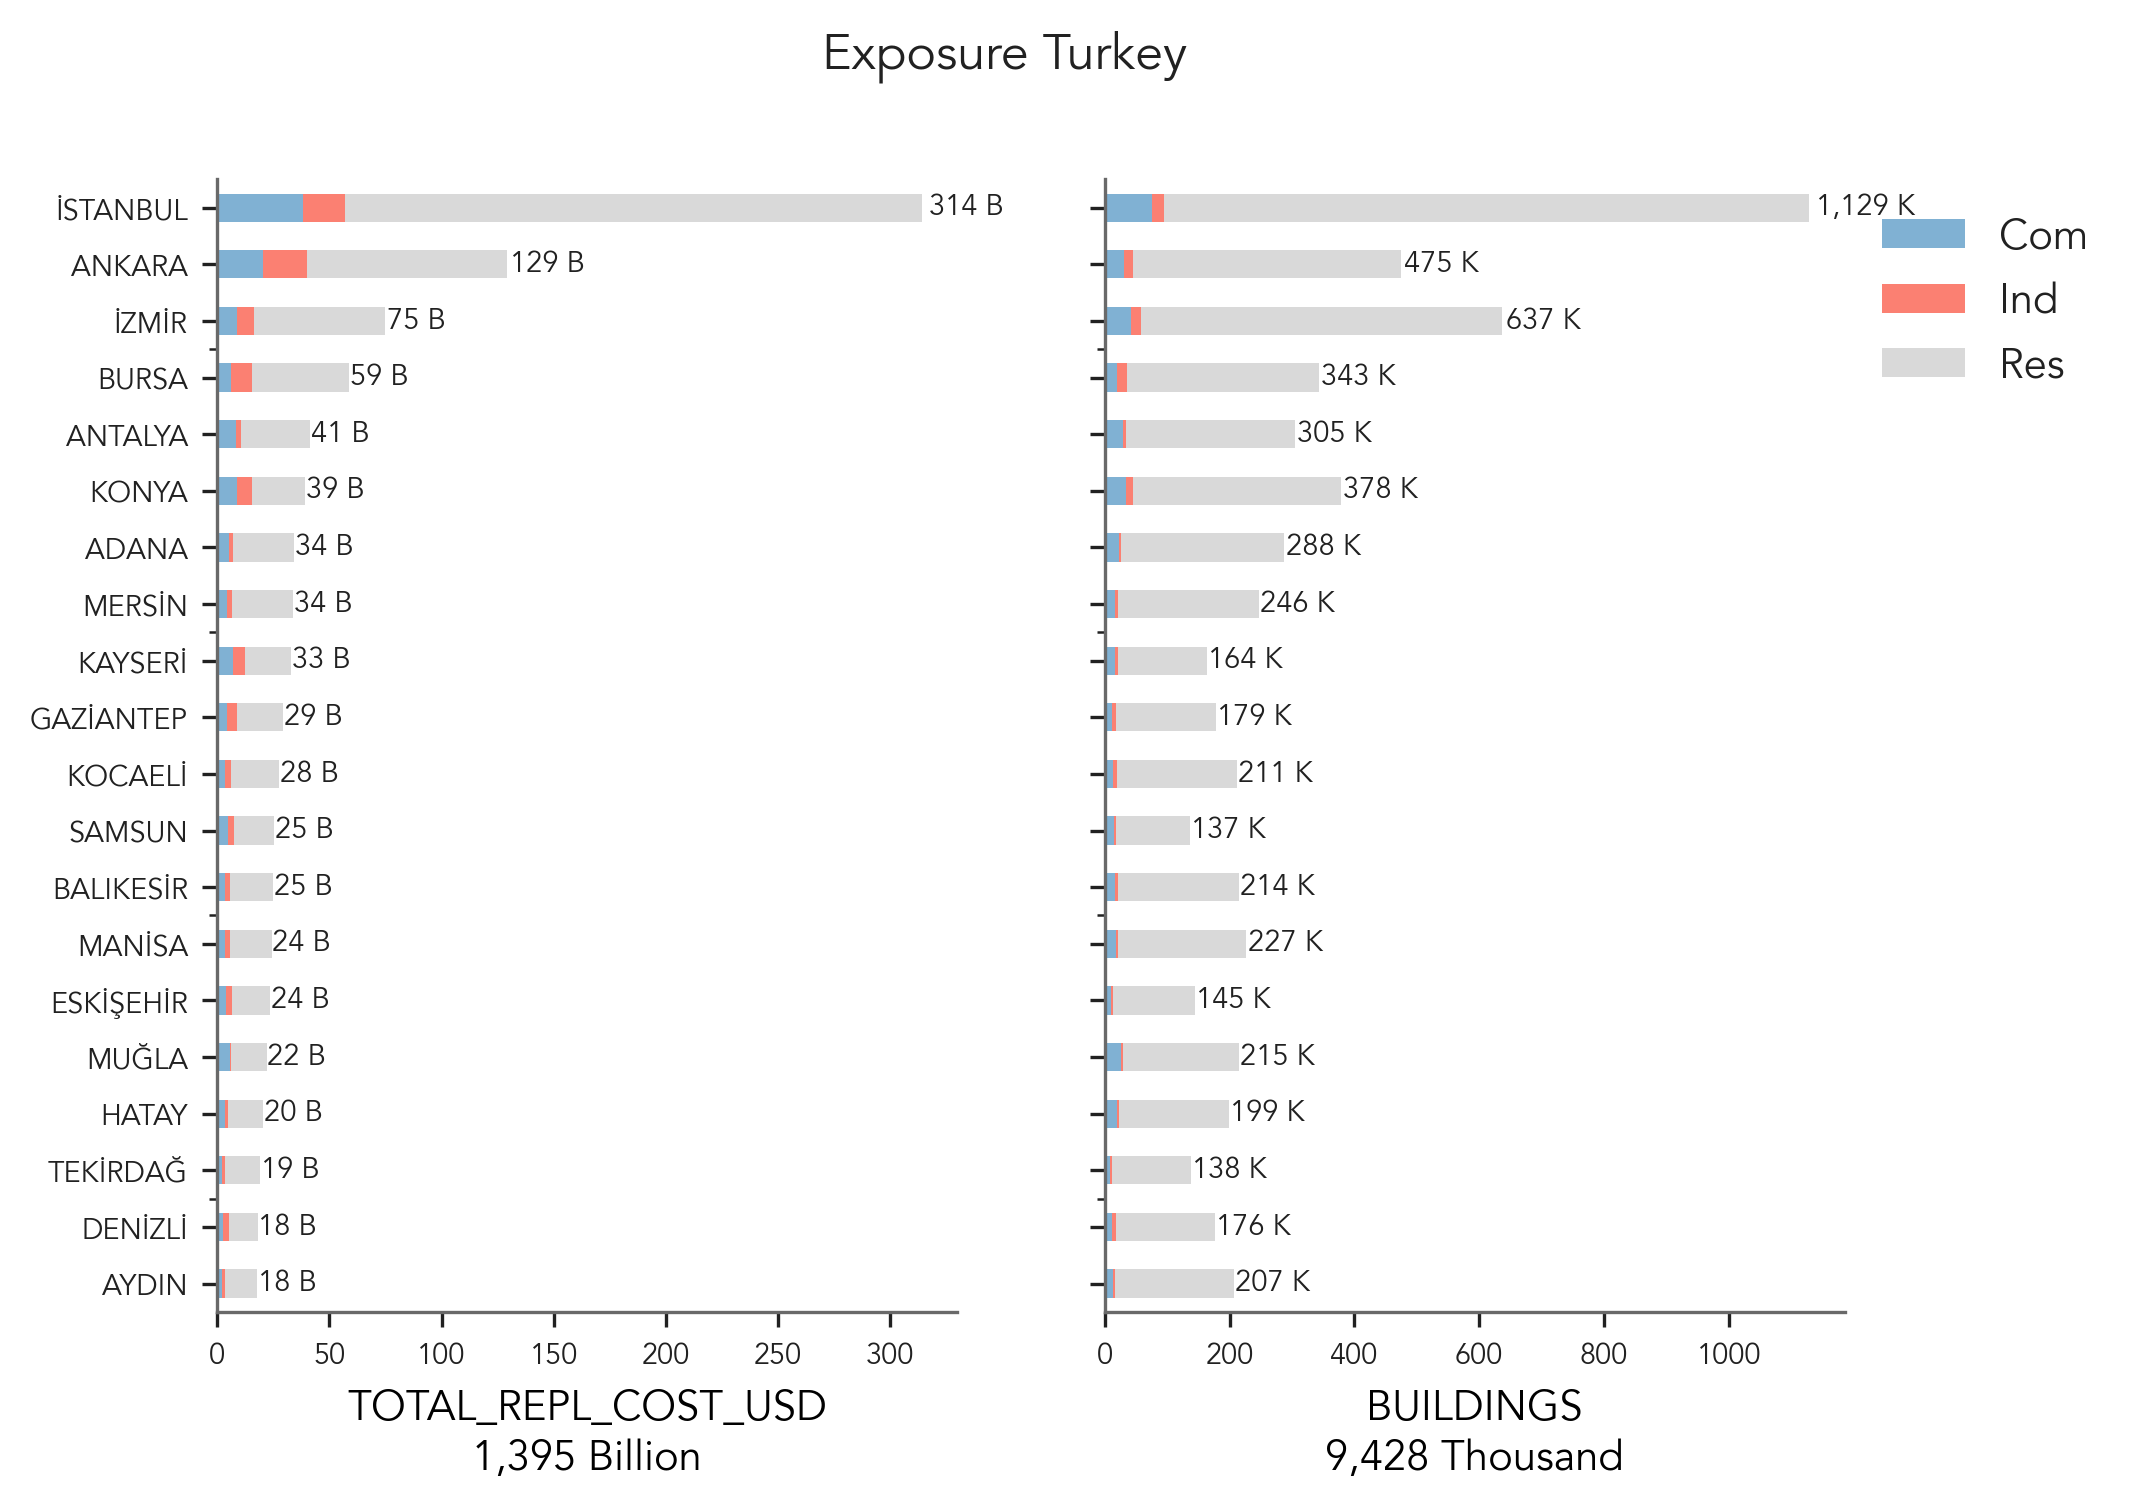 Exposure Turkey
İSTANBUL 314 B 1,129 K
ANKARA 129 B 475 K
İZMİR 75 B 637 K
BURSA 59 B 343 K
ANTALYA 41 B 305 K
KONYA 39 B 378 K
ADANA 34 B 288 K
MERSİN 34 B 246 K
KAYSERİ 33 B 164 K
GAZİANTEP 29 B 179 K
KOCAELİ 28 B 211 K
SAMSUN 25 B 137 K
BALIKESİR 25 B 214 K
MANİSA 24 B 227 K
ESKİŞEHİR 24 B 145 K
MUĞLA 22 B 215 K
HATAY 20 B 199 K
TEKİRDAĞ 19 B 138 K
DENİZLİ 18 B 176 K
AYDIN 18 B 207 K
0 50 100 150 200 250 300
TOTAL_REPL_COST_USD
1,395 Billion
0 200 400 600 800 1000
BUILDINGS
9,428 Thousand
Com
Ind
Res